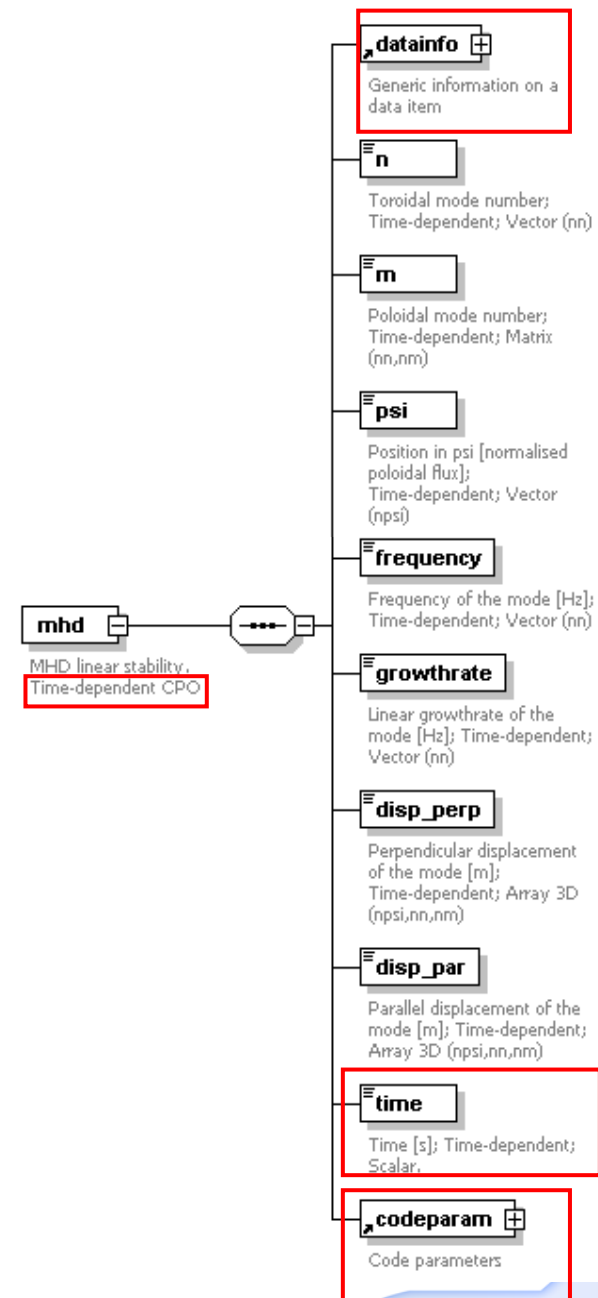 datainfo
Generic information on a
data item
n
Toroidal mode number;
Time-dependent; Vector (nn)
m
Poloidal mode number;
Time-dependent; Matrix
(nn,nm)
psi
Position in psi [normalised
poloidal flux];
Time-dependent; Vector
(npsi)
frequency
Frequency of the mode [Hz];
Time-dependent; Vector (nn)
mhd
MHD linear stability.
Time-dependent CPO
growthrate
Linear growthrate of the
mode [Hz]; Time-dependent;
Vector (nn)
disp_perp
Perpendicular displacement
of the mode [m];
Time-dependent; Array 3D
(npsi,nn,nm)
disp_par
Parallel displacement of the
mode [m]; Time-dependent;
Array 3D (npsi,nn,nm)
time
Time [s]; Time-dependent;
Scalar.
codeparam
Code parameters